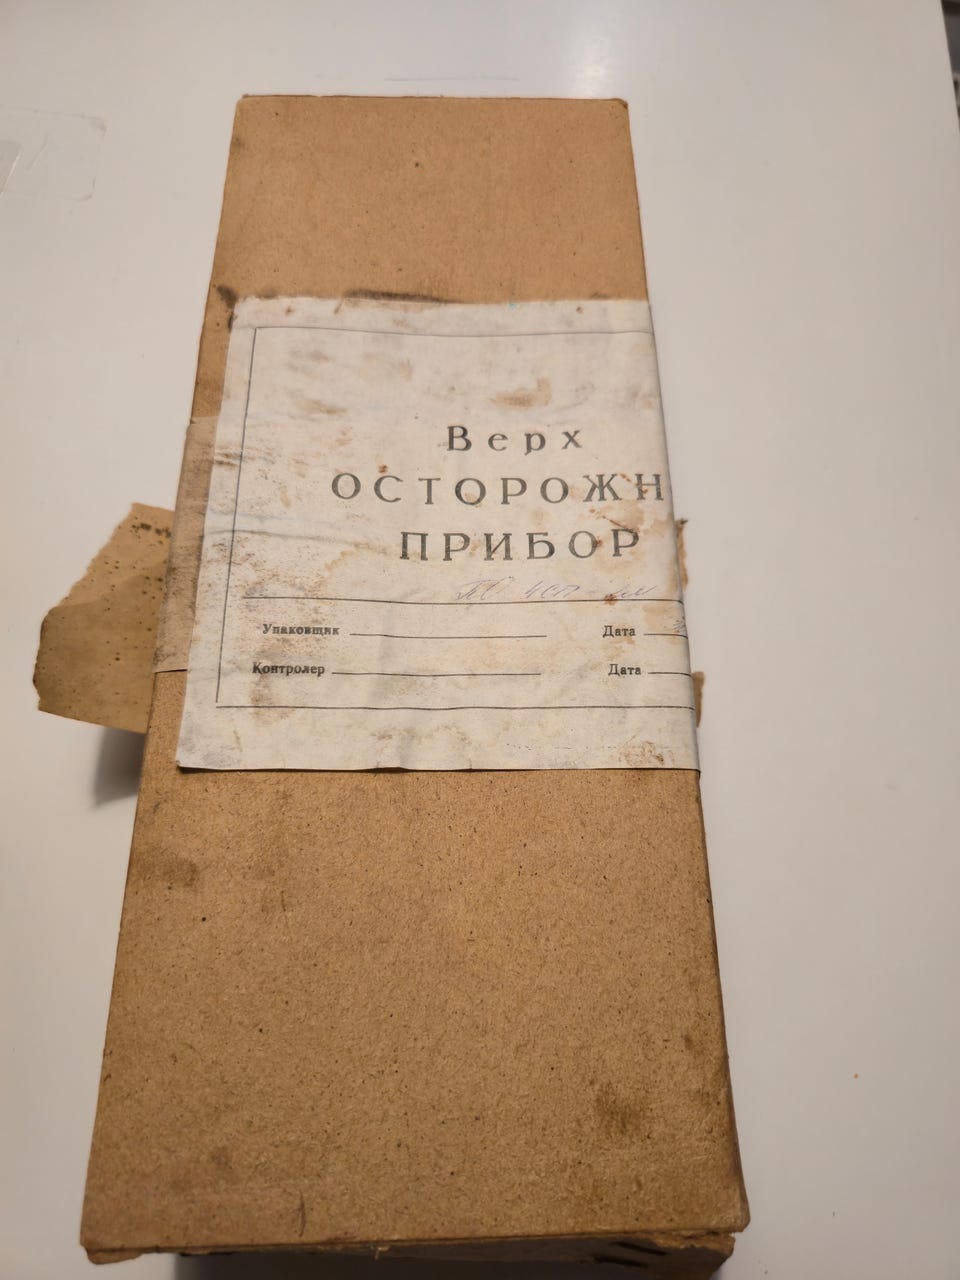 Верх
ОСТОРОЖН
ПРИБОР
Упаковщик Дата
Контролер Дата